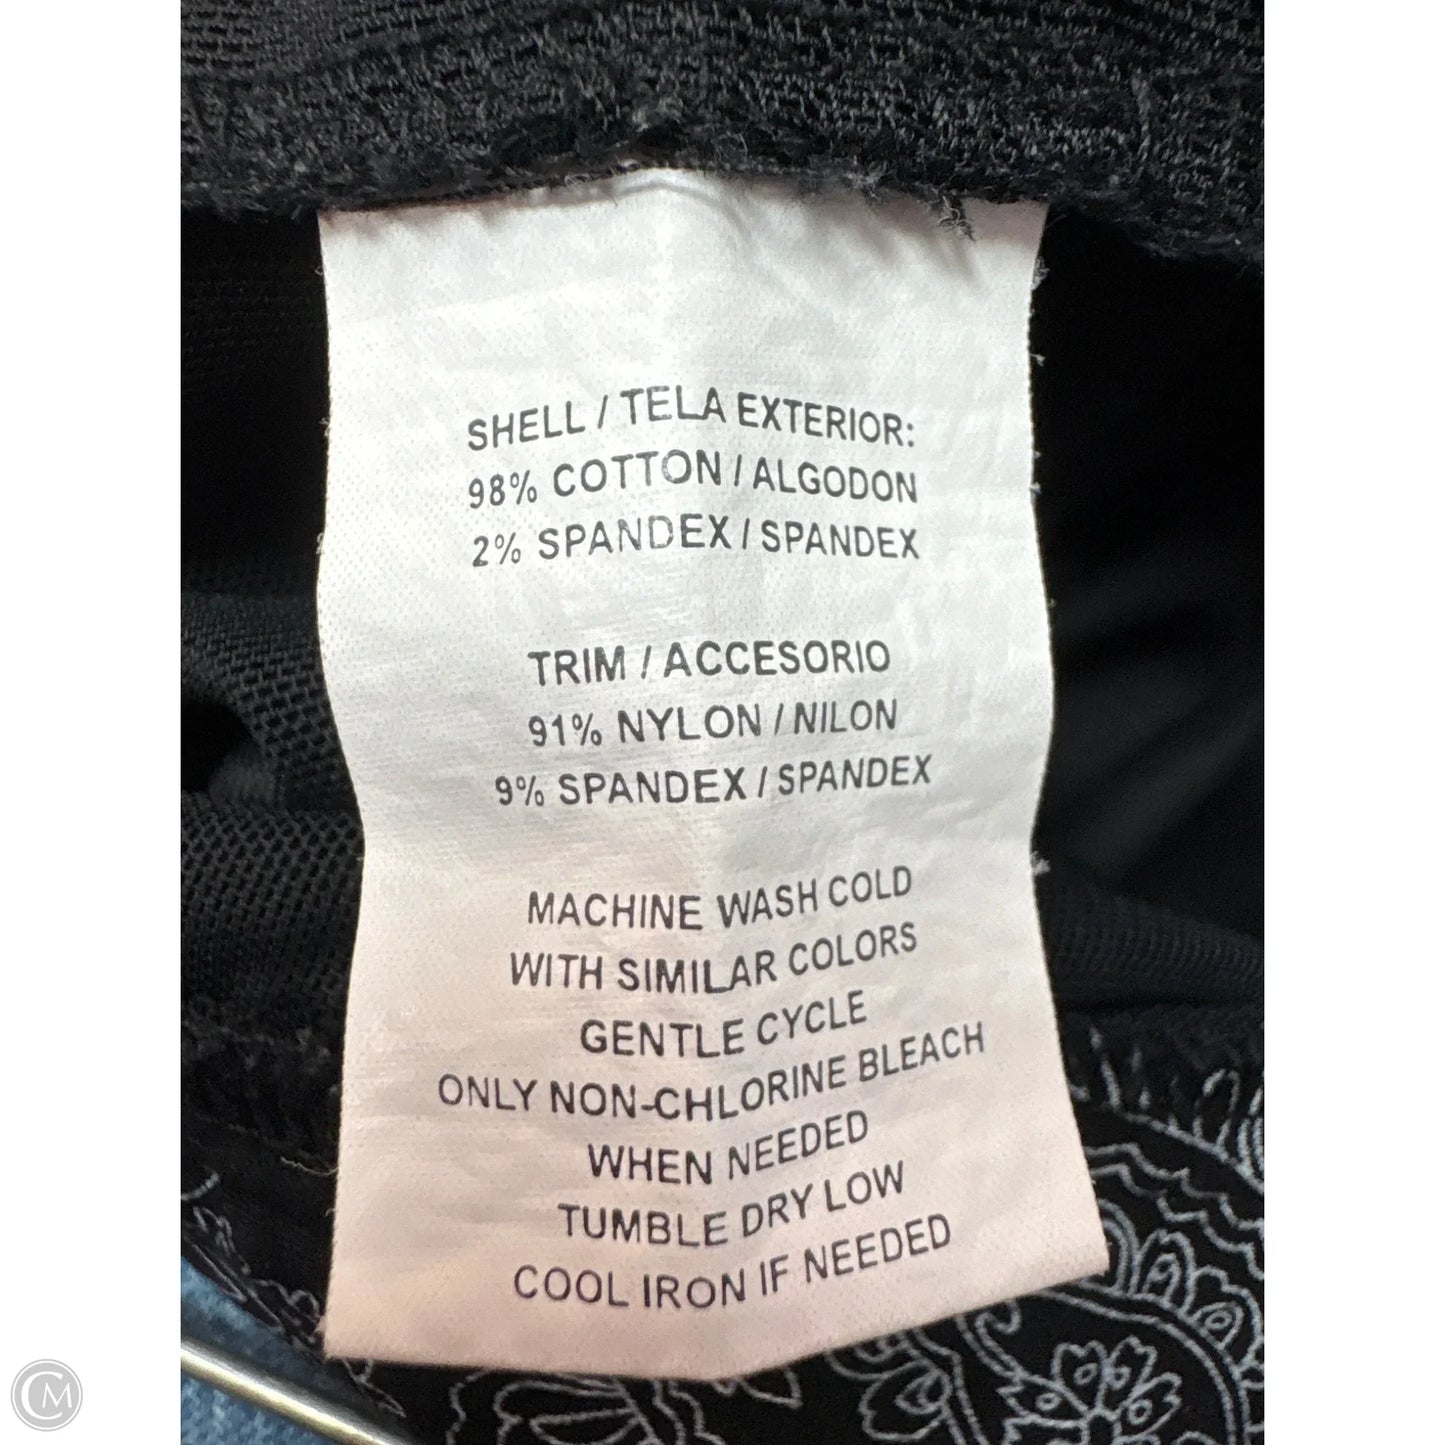 SHELL / TELA EXTERIOR:
98% COTTON / ALGODON
2% SPANDEX / SPANDEX
TRIM / ACCESORIO
91% NYLON / NILON
9% SPANDEX / SPANDEX
MACHINE WASH COLD
WITH SIMILAR COLORS
GENTLE CYCLE
ONLY NON-CHLORINE BLEACH
WHEN NEEDED
TUMBLE DRY LOW
COOL IRON IF NEEDED
CM